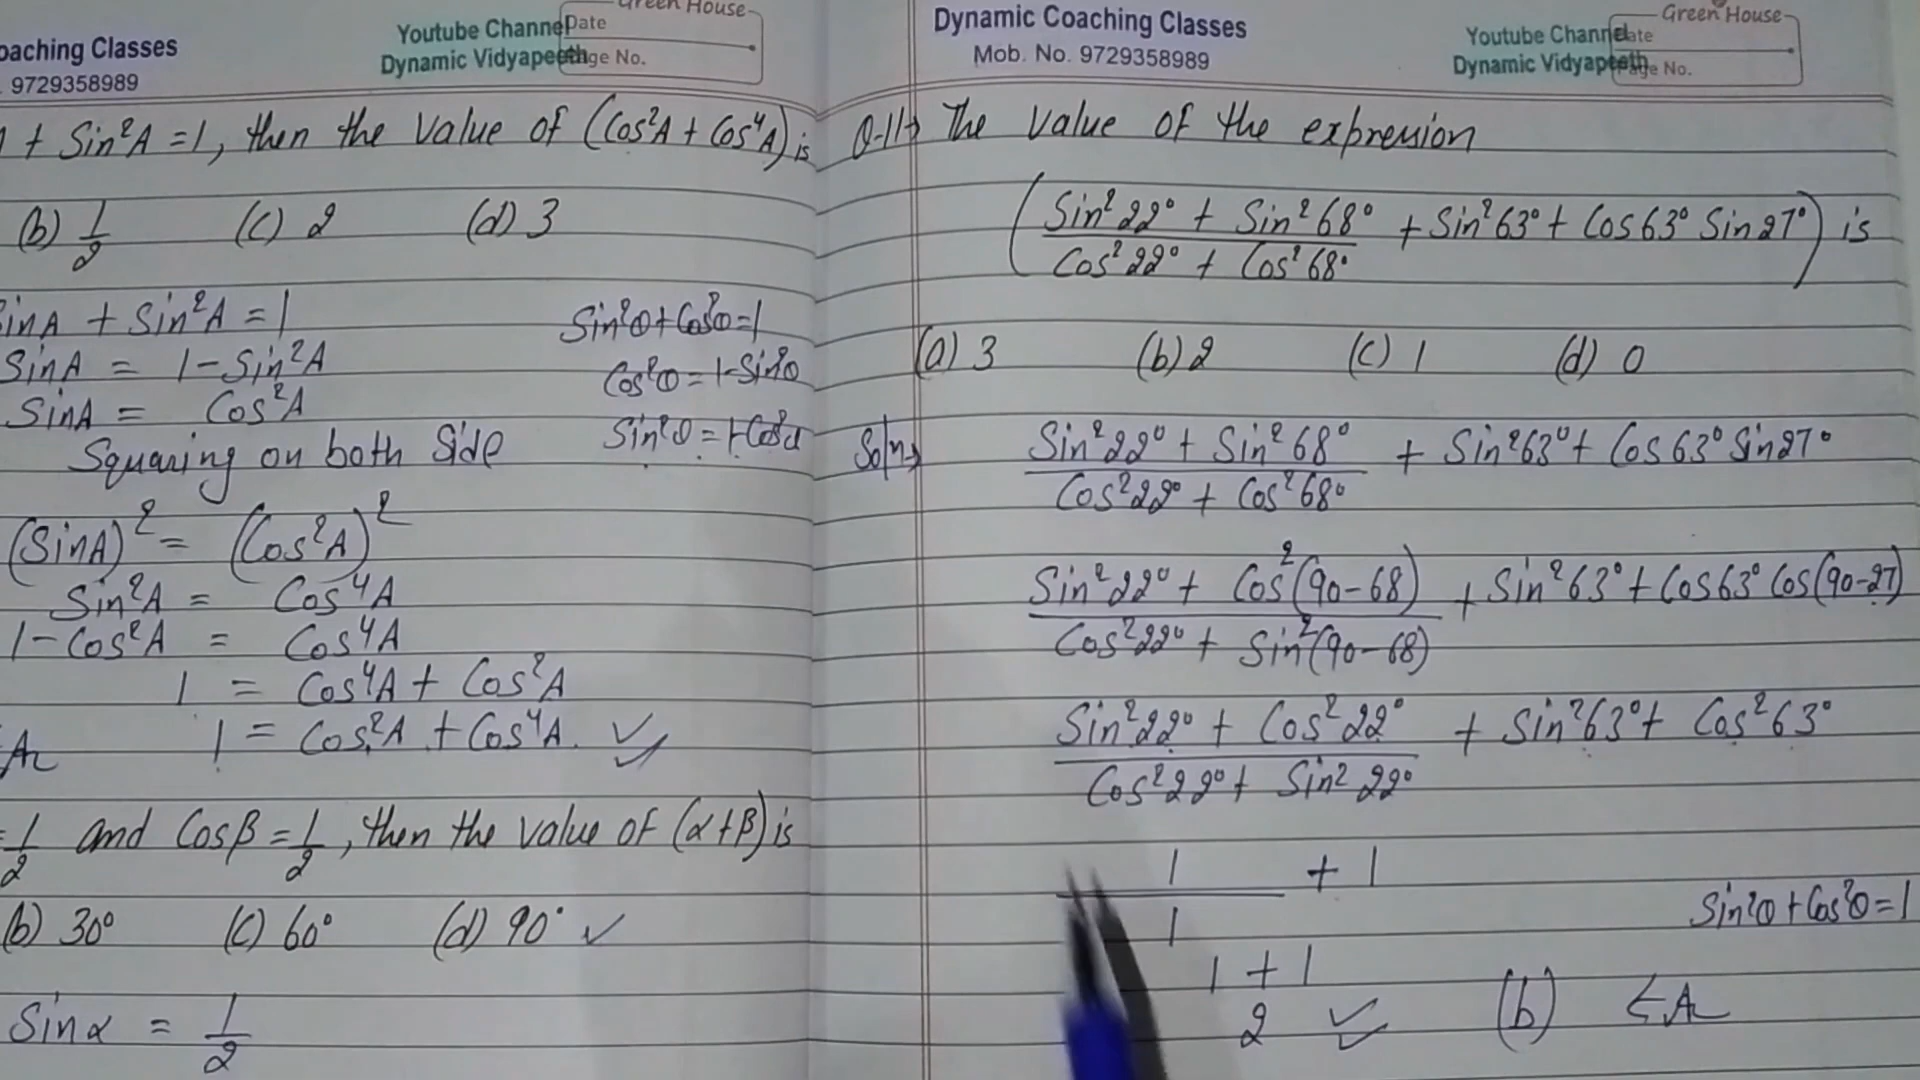 oaching Classes
9729358989
Youtube Channel
Dynamic Vidyapeeth
Green House
Date
ge No.
+ Sin²A = 1, then the value of (Cos²A + Cos⁴A) is
(b) 1/2 (c) 2 (d) 3
SinA + Sin²A = 1
SinA = 1 - Sin²A
SinA = Cos²A
Squaring on both Side
(SinA)² = (Cos²A)²
Sin²A = Cos⁴A
1 - Cos²A = Cos⁴A
1 = Cos⁴A + Cos²A
1 = Cos²A + Cos⁴A.
Sin²θ + Cos²θ = 1
Cos²θ = 1 - Sin²θ
Sin²θ = 1 - Cos²θ
= 1/2 and Cosβ = 1/2, then the value of (α+β) is
(b) 30° (c) 60° (d) 90° ✓
Sinα = 1/2
Dynamic Coaching Classes
Mob. No. 9729358989
Youtube Channel
Dynamic Vidyapeeth
Green House
ate
Page No.
Q-11→ The value of the expression
(Sin²22° + Sin²68° / Cos²22° + Cos²68° + Sin²63° + Cos63° Sin27°) is
(a) 3 (b) 2 (c) 1 (d) 0
Soln→ Sin²22° + Sin²68° / Cos²22° + Cos²68° + Sin²63° + Cos63° Sin27°
Sin²22° + Cos²(90-68) / Cos²22° + Sin²(90-68) + Sin²63° + Cos63° Cos(90-27)
Sin²22° + Cos²22° / Cos²22° + Sin²22° + Sin²63° + Cos²63°
1/1 + 1
Sin²θ + Cos²θ = 1
1 + 1
2 ✓ (b)